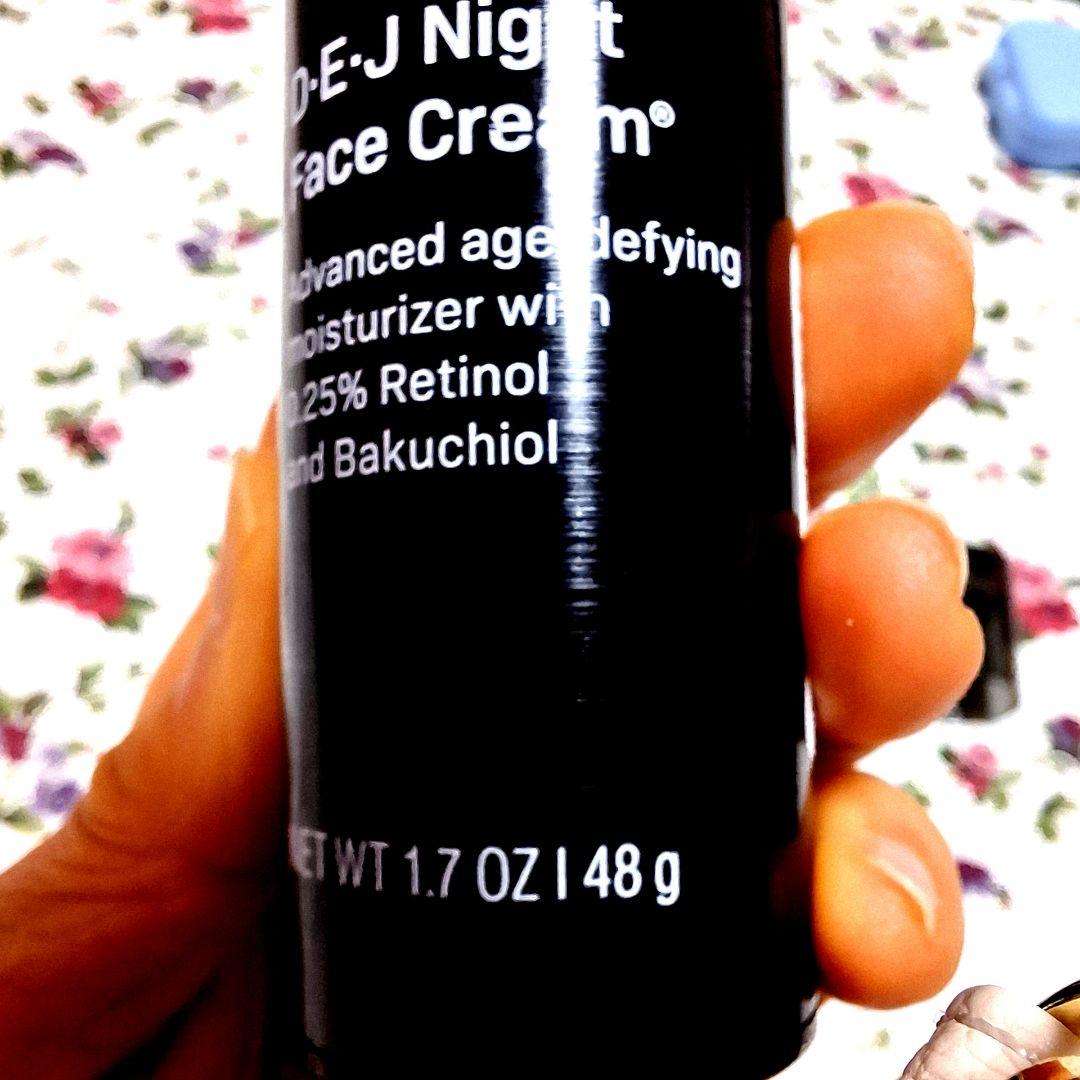 D·E·J Night
Face Cream®
advanced age-defying
moisturizer with
0.25% Retinol
and Bakuchiol
NET WT 1.7 OZ | 48 g